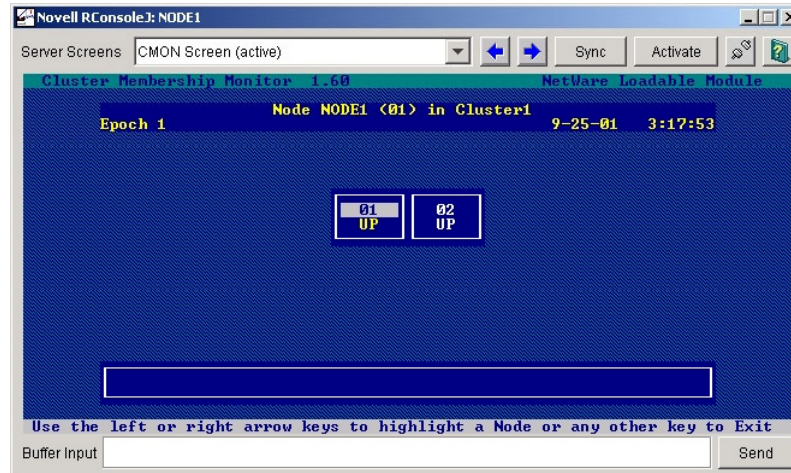 Novell RConsoleJ: NODE1
Server Screens CMON Screen (active) Sync Activate
Cluster Membership Monitor 1.60 NetWare Loadable Module
Node NODE1 (01) in Cluster1
Epoch 1 9-25-01 3:17:53
01 02
UP UP
Use the left or right arrow keys to highlight a Node or any other key to Exit
Buffer Input Send